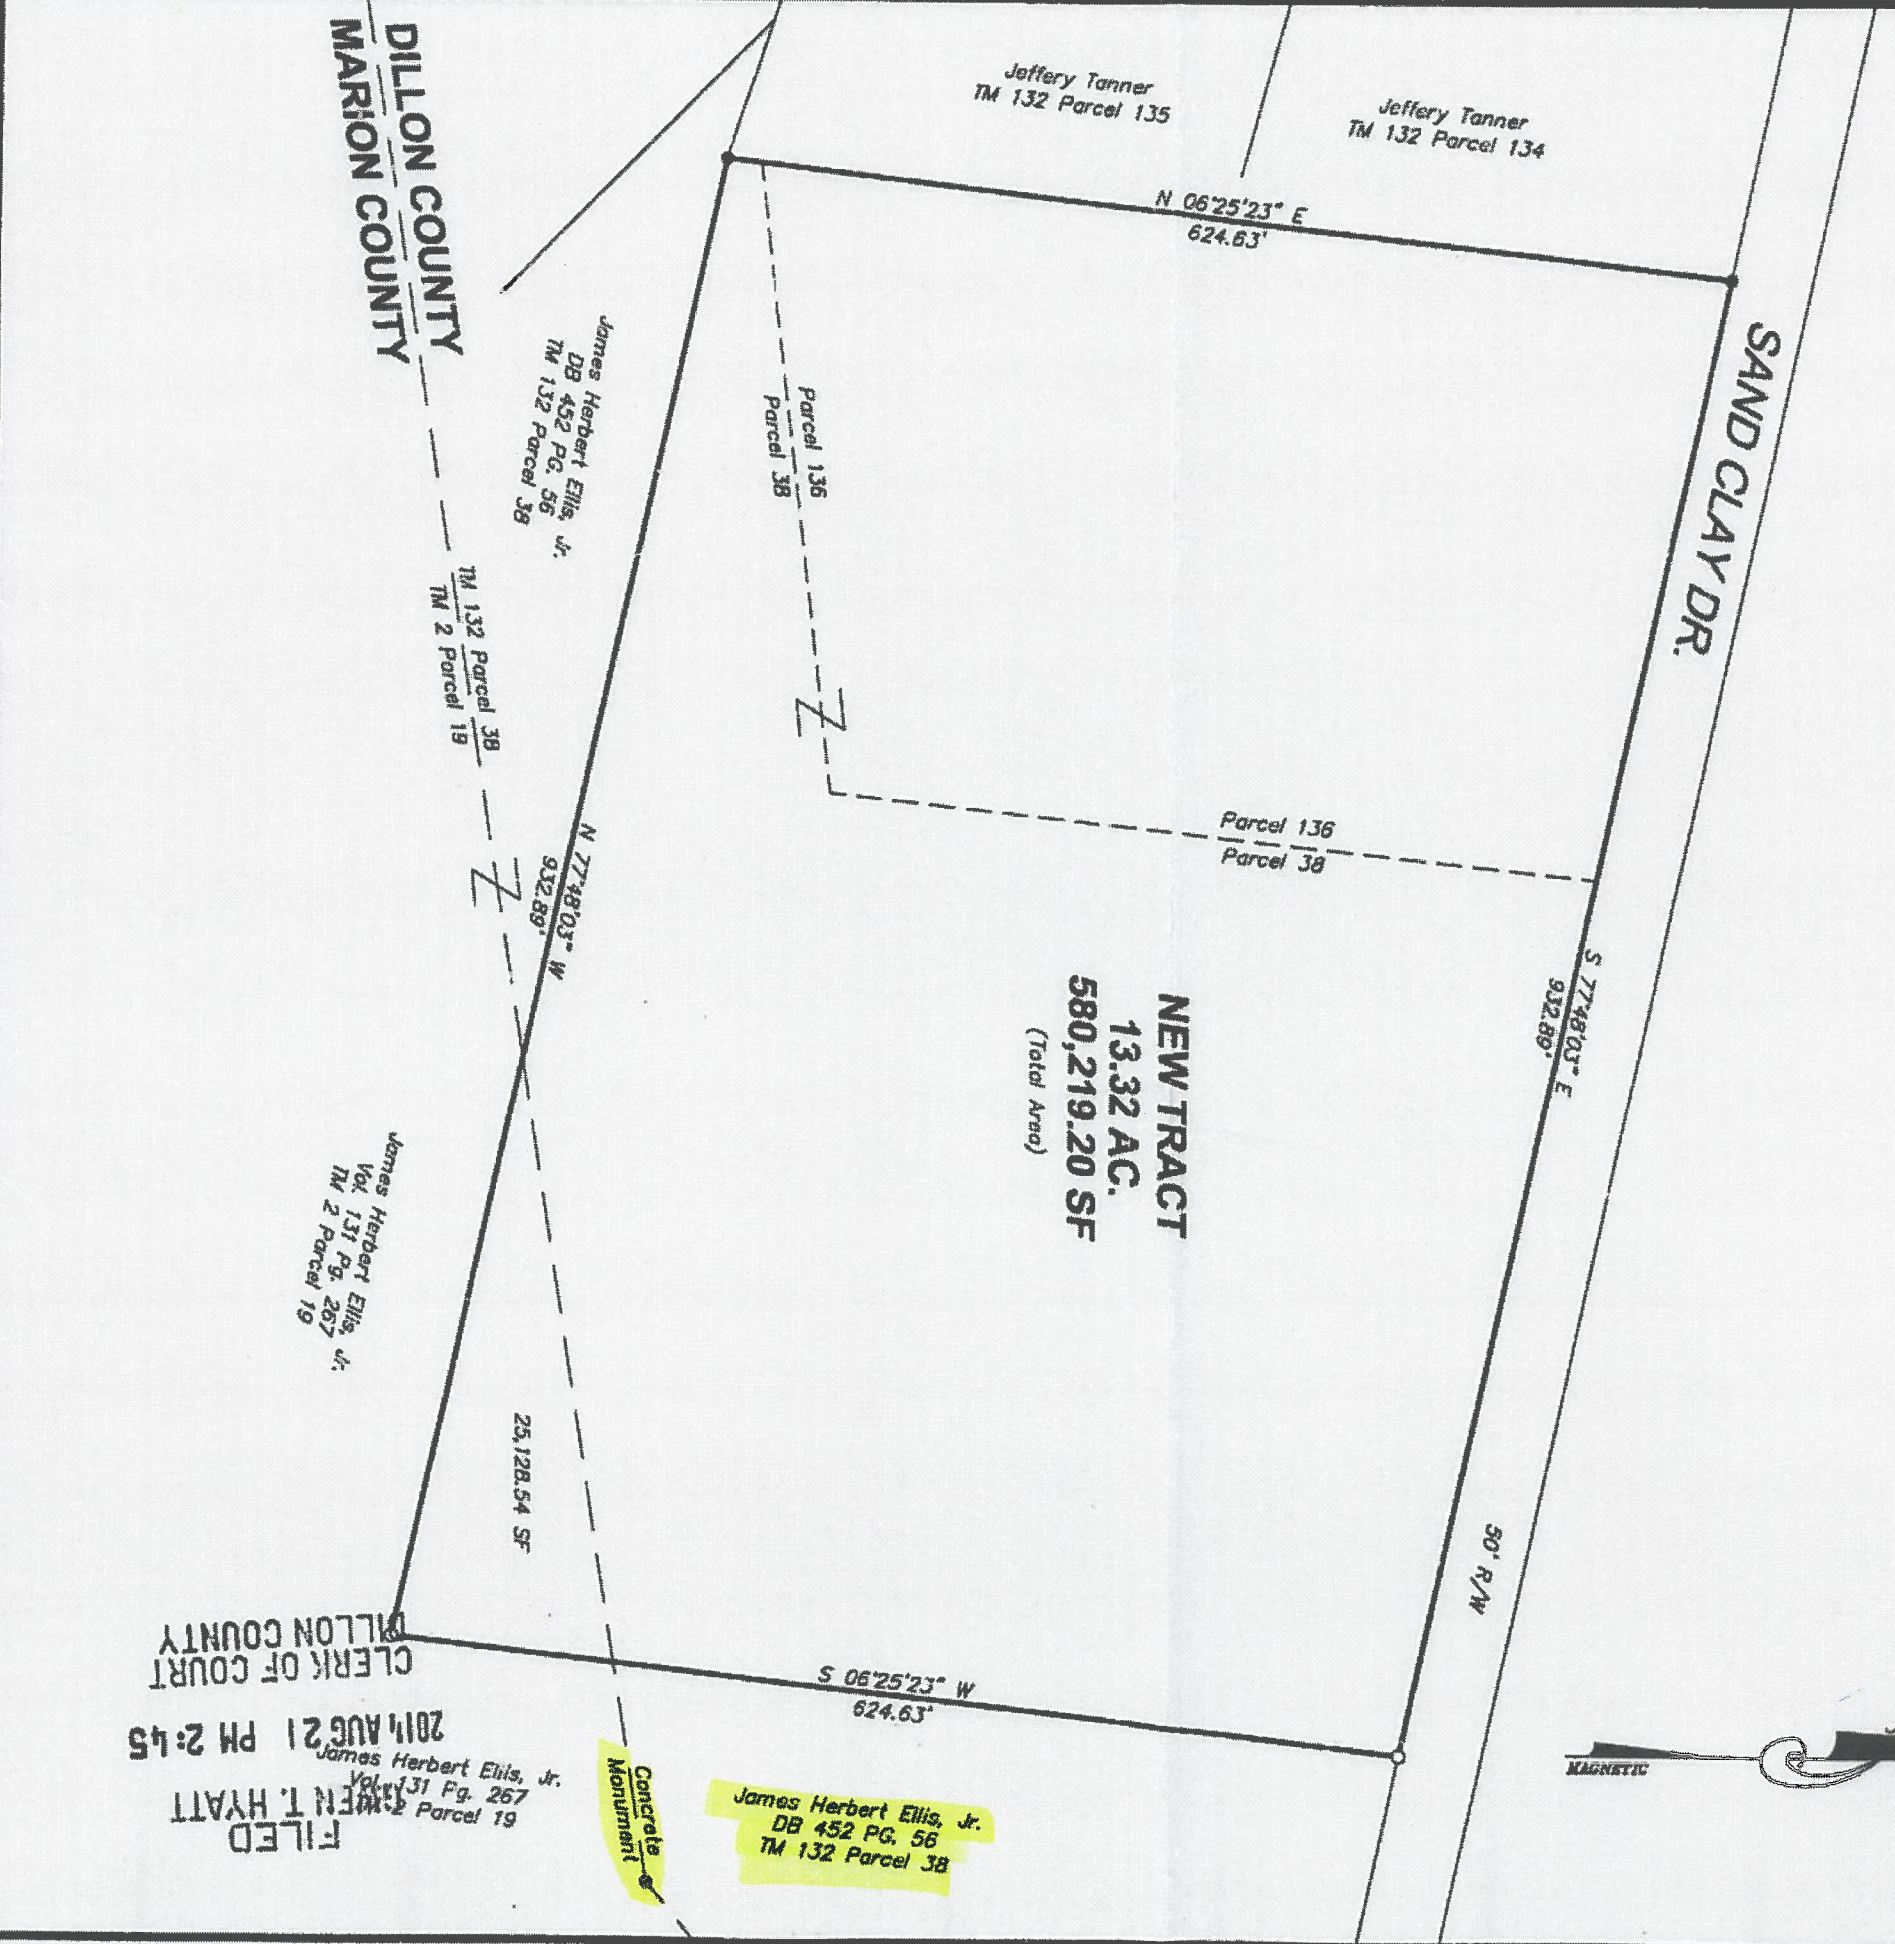 DILLON COUNTY
MARION COUNTY
Jeffery Tanner
TM 132 Parcel 135
Jeffery Tanner
TM 132 Parcel 134
N 06°25'23" E
624.63'
SAND CLAY DR.
James Herbert Ellis, Jr.
DB 452 PG. 56
TM 132 Parcel 38
Parcel 136
Parcel 38
TM 132 Parcel 38
TM 2 Parcel 19
Parcel 136
Parcel 38
N 77°48'03" W
932.89'
S 77°48'03" E
932.89'
NEW TRACT
13.32 AC.
580,219.20 SF
(Total Area)
James Herbert Ellis, Jr.
Vol. 131 Pg. 267
TM 2 Parcel 19
25,128.54 SF
50' R/W
S 06°25'23" W
624.63'
MAGNETIC
Concrete
Monument
James Herbert Ellis, Jr.
DB 452 PG. 56
TM 132 Parcel 38
James Herbert Ellis, Jr.
Vol. 131 Pg. 267
2 Parcel 19
FILED
T. HYATT
2014 AUG 21 PM 2:45
CLERK OF COURT
DILLON COUNTY